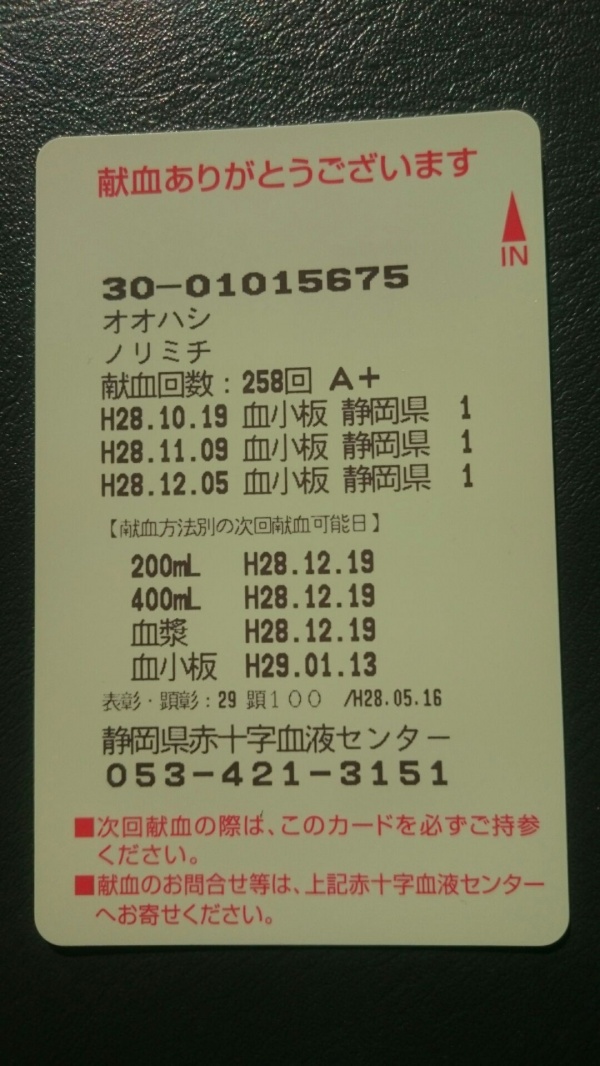 献血ありがとうございます
IN
30-01015675
オオハシ
ノリミチ
献血回数:258回 A+
H28.10.19 血小板 静岡県 1
H28.11.09 血小板 静岡県 1
H28.12.05 血小板 静岡県 1
【献血方法別の次回献血可能日】
200mL H28.12.19
400mL H28.12.19
血漿 H28.12.19
血小板 H29.01.13
表彰・顕彰:29 顕100 /H28.05.16
静岡県赤十字血液センター
053-421-3151
■次回献血の際は、このカードを必ずご持参
ください。
■献血のお問合せ等は、上記赤十字血液センター
へお寄せください。